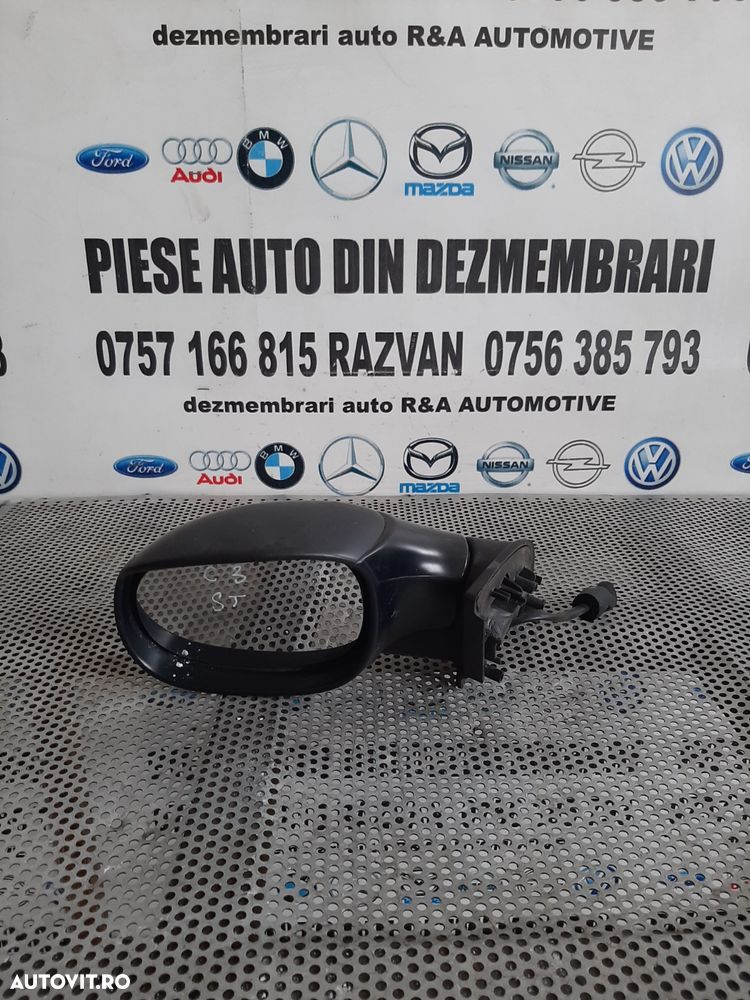 dezmembrari auto R&A AUTOMOTIVE
Ford Audi BMW MAZDA NISSAN
PIESE AUTO DIN DEZMEMBRARI
0757 166 815 RAZVAN 0756 385 793
dezmembrari auto R&A AUTOMOTIVE
Ford Audi BMW MAZDA NISSAN
C3
ST
AUTOVIT.RO